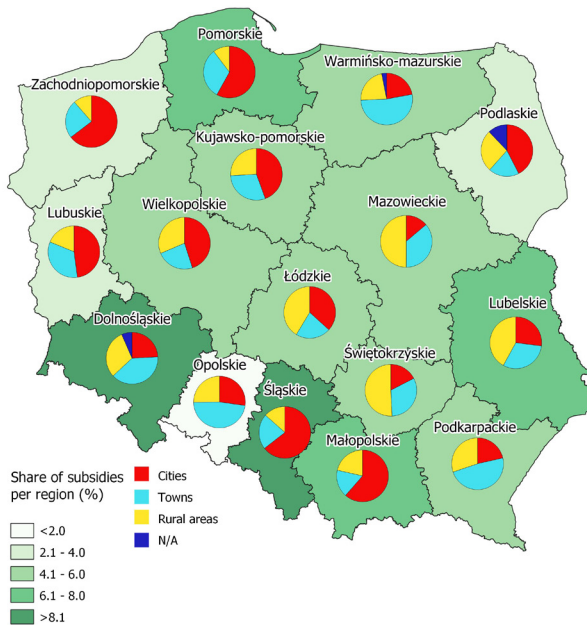 Pomorskie
Warmińsko-mazurskie
Zachodniopomorskie
Podlaskie
Kujawsko-pomorskie
Mazowieckie
Wielkopolskie
Lubuskie
Łódzkie
Lubelskie
Dolnośląskie
Świętokrzyskie
Opolskie
Śląskie
Małopolskie
Podkarpackie
Share of subsidies
per region (%)
<2.0
2.1 - 4.0
4.1 - 6.0
6.1 - 8.0
>8.1
Cities
Towns
Rural areas
N/A